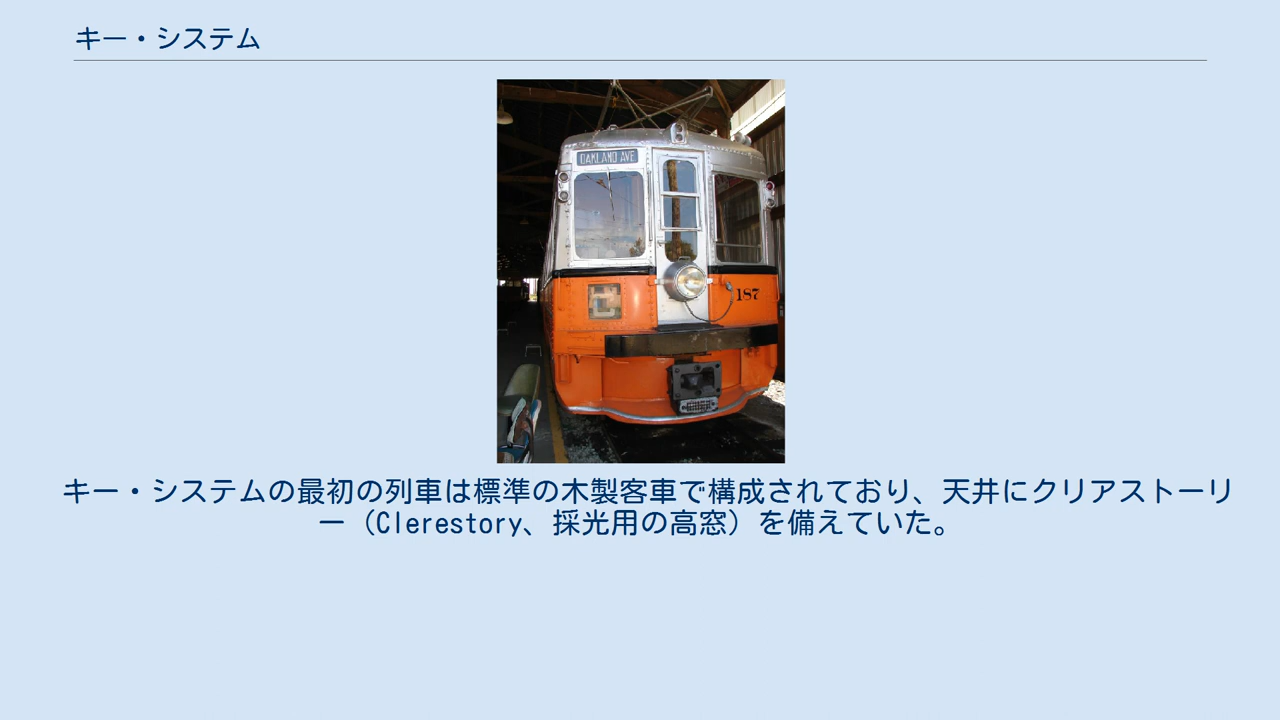 キー・システム
OAKLAND AVE
E
187
キー・システムの最初の列車は標準の木製客車で構成されており、天井にクリアストーリ
ー（Clerestory、採光用の高窓）を備えていた。